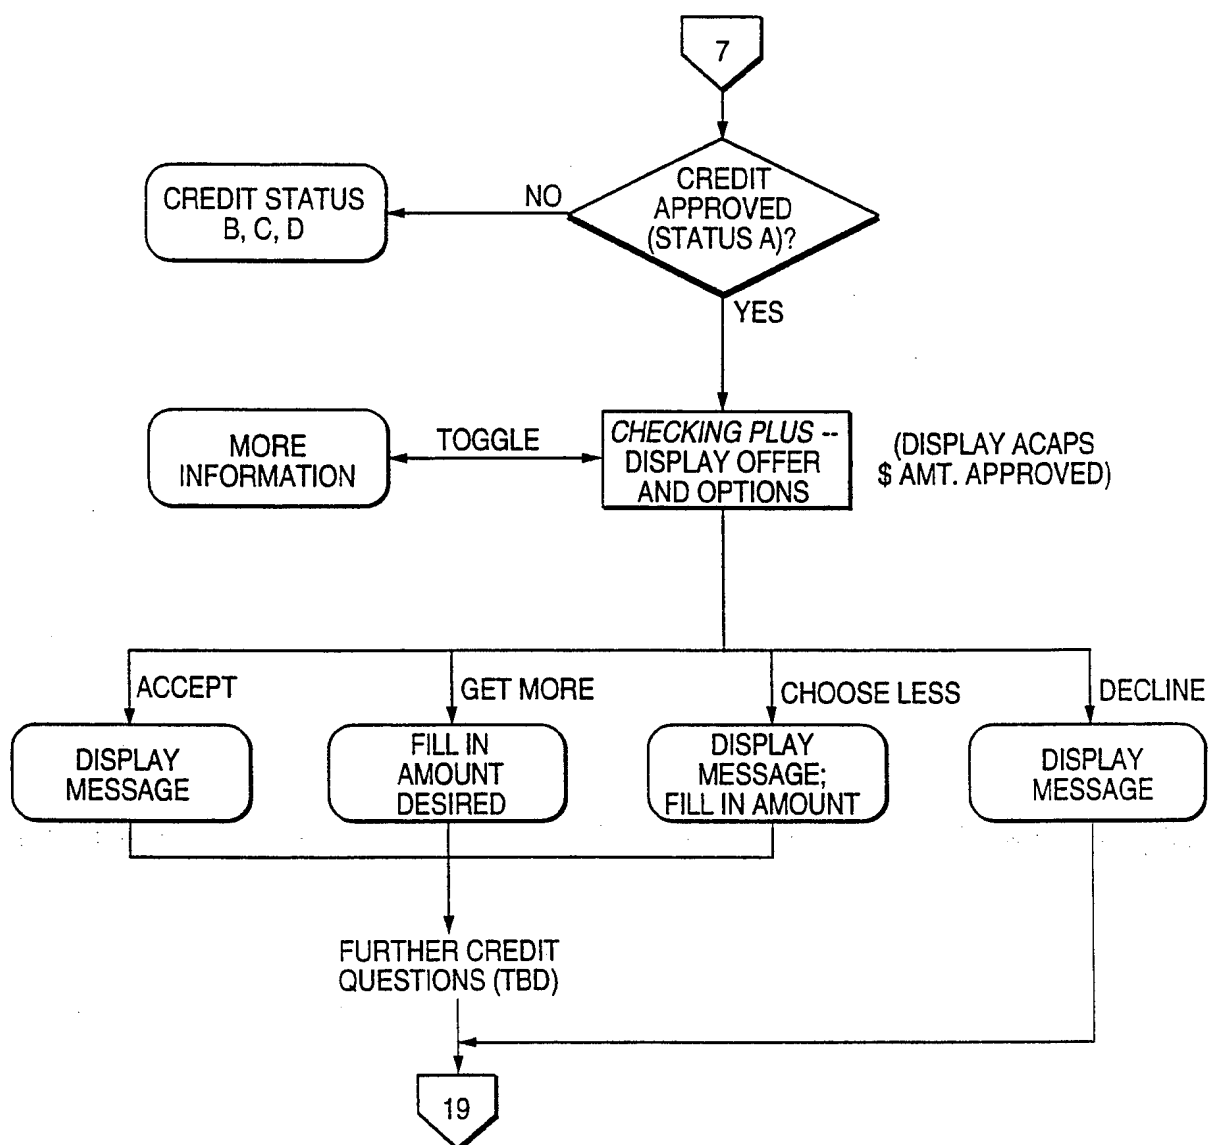 7
CREDIT
APPROVED
(STATUS A)?
NO
CREDIT STATUS
B, C, D
YES
CHECKING PLUS --
DISPLAY OFFER
AND OPTIONS
TOGGLE
MORE
INFORMATION
(DISPLAY ACAPS
$ AMT. APPROVED)
ACCEPT
GET MORE
CHOOSE LESS
DECLINE
DISPLAY
MESSAGE
FILL IN
AMOUNT
DESIRED
DISPLAY
MESSAGE;
FILL IN AMOUNT
DISPLAY
MESSAGE
FURTHER CREDIT
QUESTIONS (TBD)
19